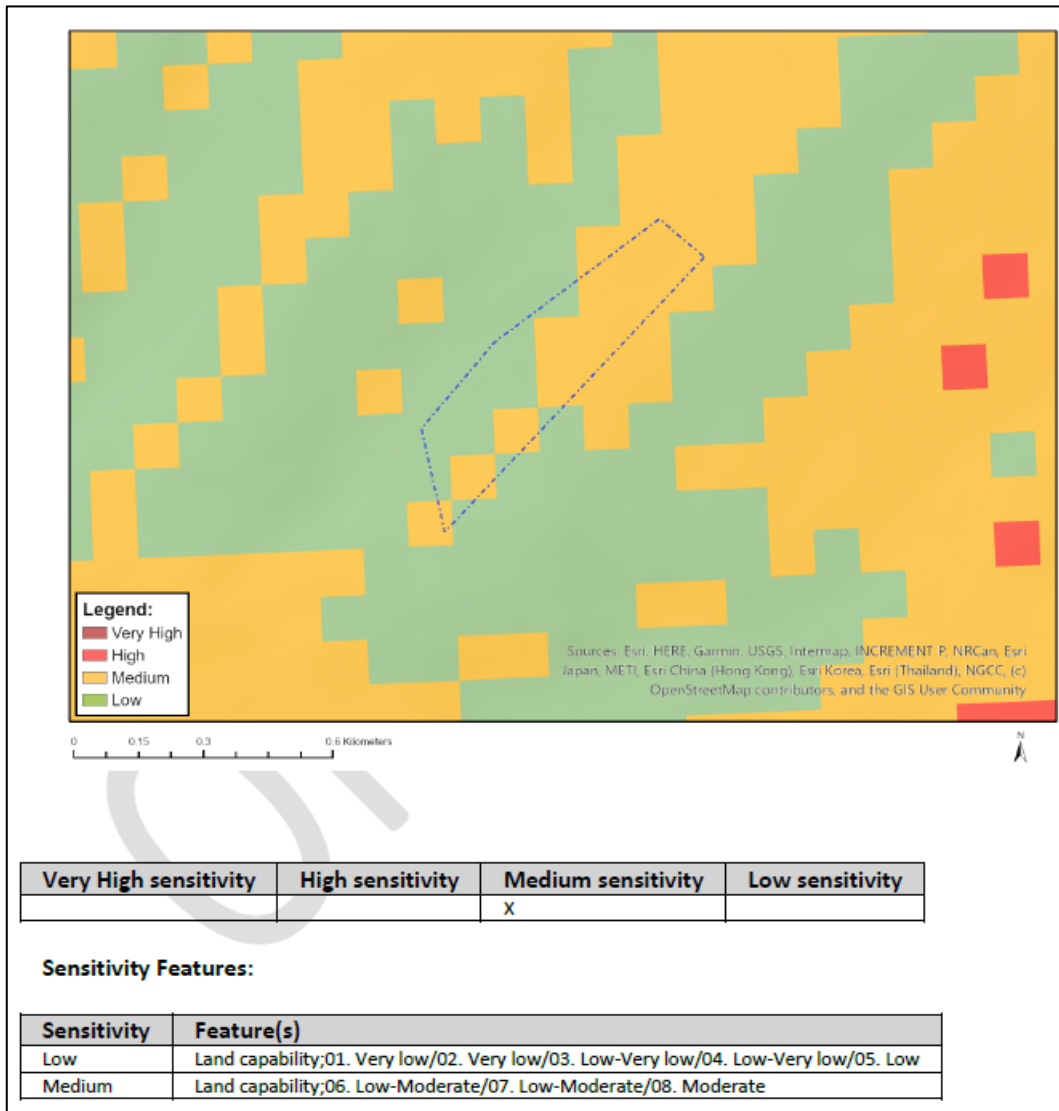 Legend:
Very High
High
Medium
Low
Sources: Esri, HERE, Garmin, USGS, Intermap, INCREMENT P, NRCan, Esri
Japan, METI, Esri China (Hong Kong), Esri Korea, Esri (Thailand), NGCC, (c)
OpenStreetMap contributors, and the GIS User Community
0 0.15 0.3 0.6 Kilometers
N
Very High sensitivity High sensitivity Medium sensitivity Low sensitivity
X
Sensitivity Features:
Sensitivity Feature(s)
Low Land capability;01. Very low/02. Very low/03. Low-Very low/04. Low-Very low/05. Low
Medium Land capability;06. Low-Moderate/07. Low-Moderate/08. Moderate